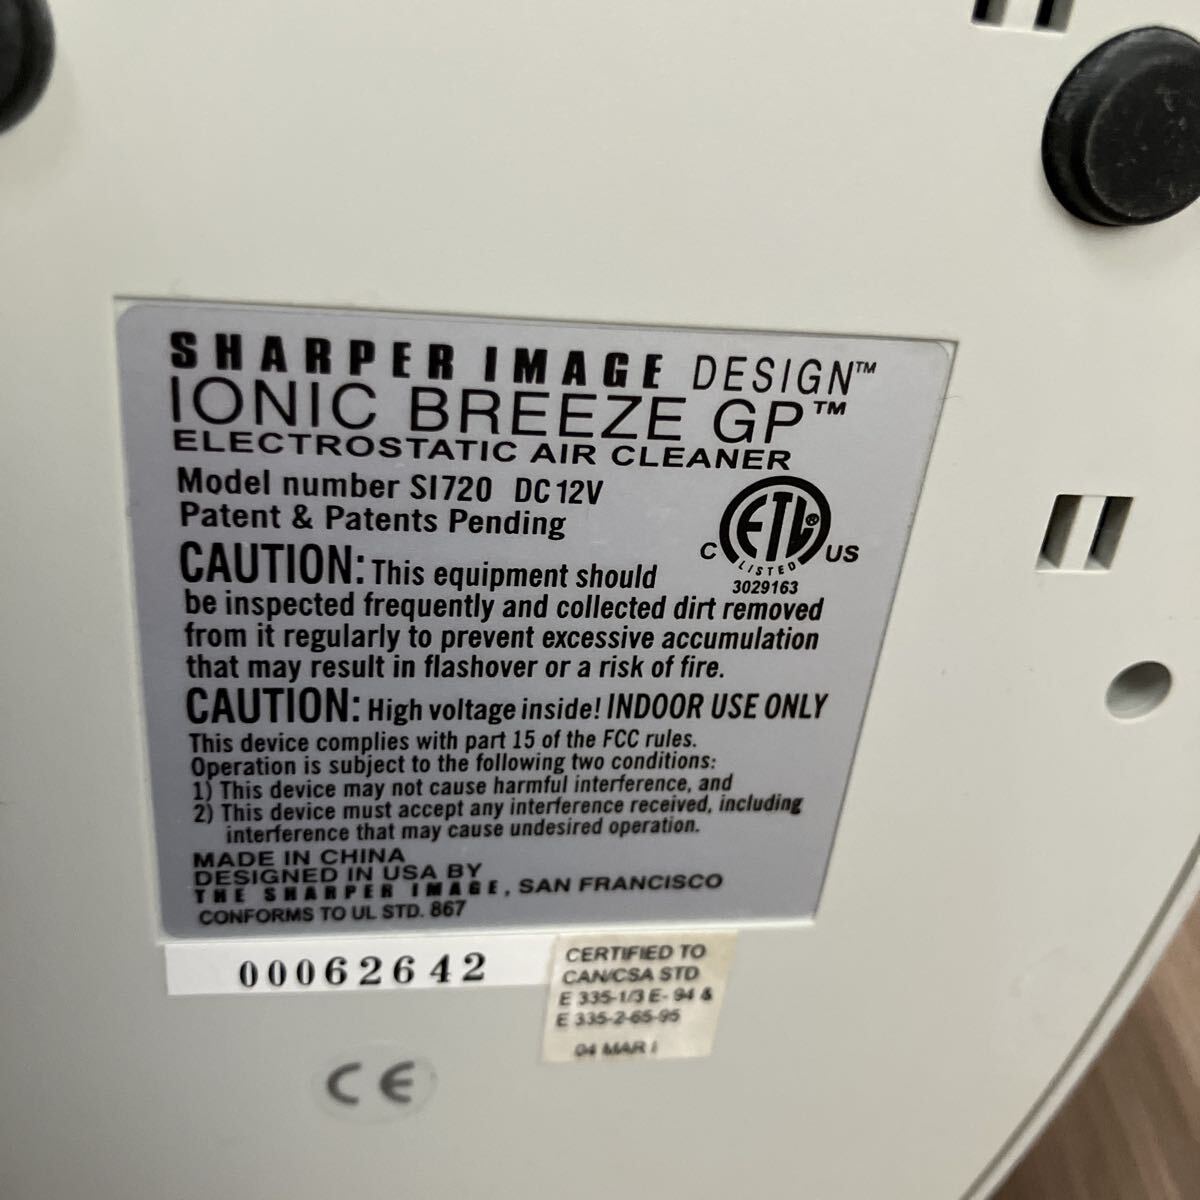 SHARPER IMAGE DESIGN™
IONIC BREEZE GP™
ELECTROSTATIC AIR CLEANER
Model number SI720 DC 12V
Patent & Patents Pending
C ETL® US
LISTED
3029163
CAUTION: This equipment should
be inspected frequently and collected dirt removed
from it regularly to prevent excessive accumulation
that may result in flashover or a risk of fire.
CAUTION: High voltage inside! INDOOR USE ONLY
This device complies with part 15 of the FCC rules.
Operation is subject to the following two conditions:
1) This device may not cause harmful interference, and
2) This device must accept any interference received, including
interference that may cause undesired operation.
MADE IN CHINA
DESIGNED IN USA BY
THE SHARPER IMAGE, SAN FRANCISCO
CONFORMS TO UL STD. 867
00062642
CERTIFIED TO
CAN/CSA STD
E 335-1/3 E- 94 &
E 335-2-65-95
04 MAR I
CE